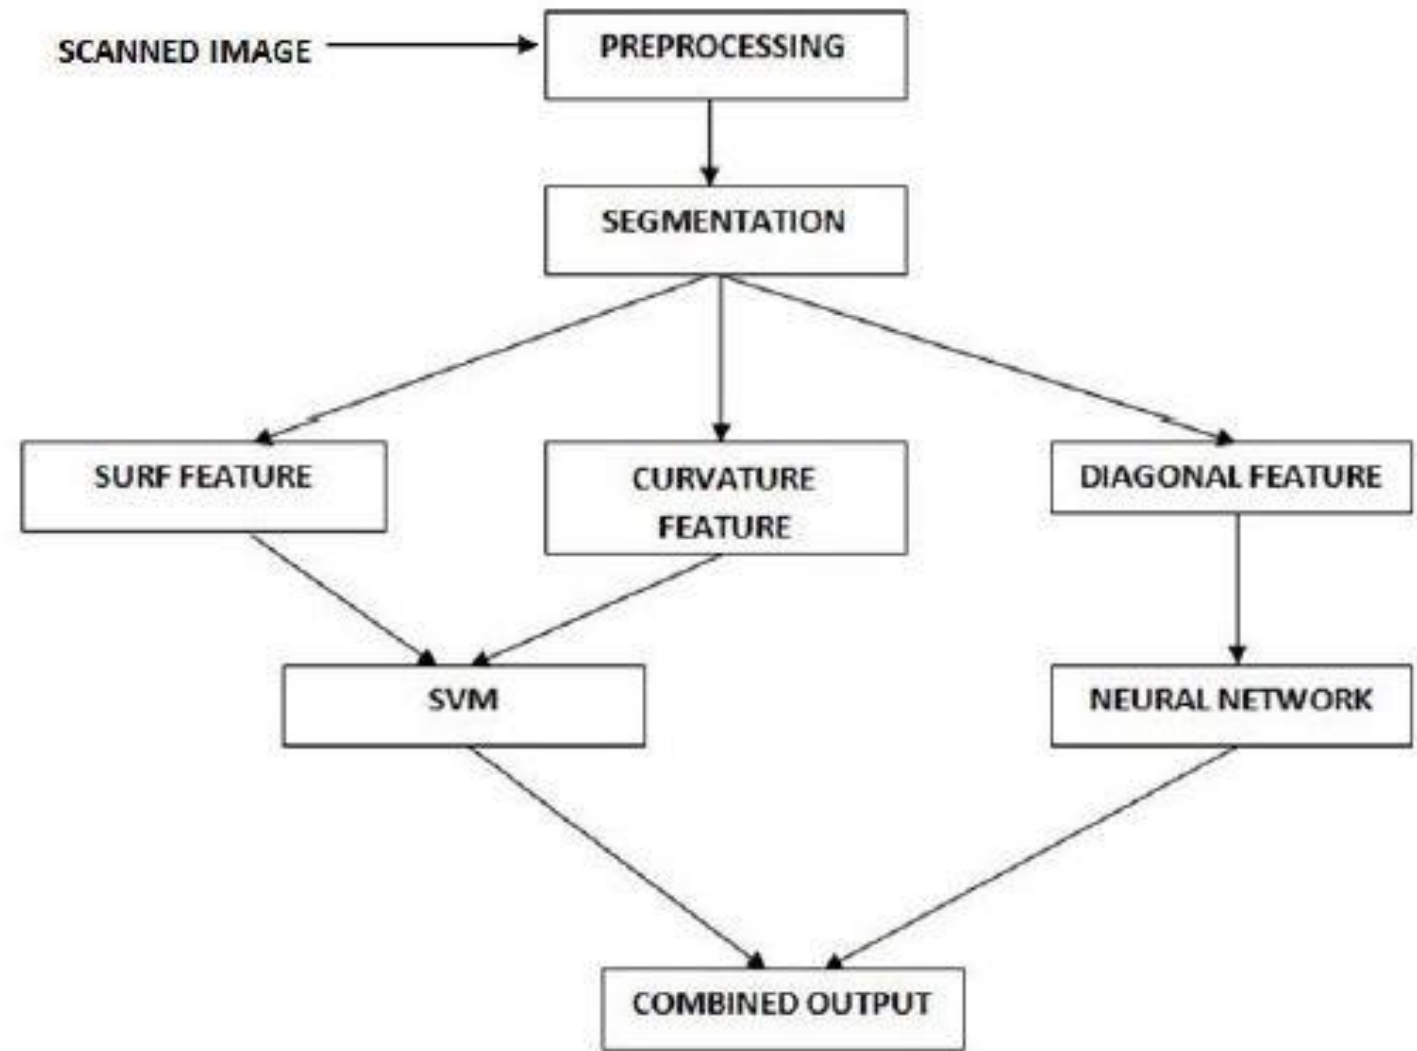 SCANNED IMAGE
PREPROCESSING
SEGMENTATION
SURF FEATURE
CURVATURE
FEATURE
DIAGONAL FEATURE
SVM
NEURAL NETWORK
COMBINED OUTPUT